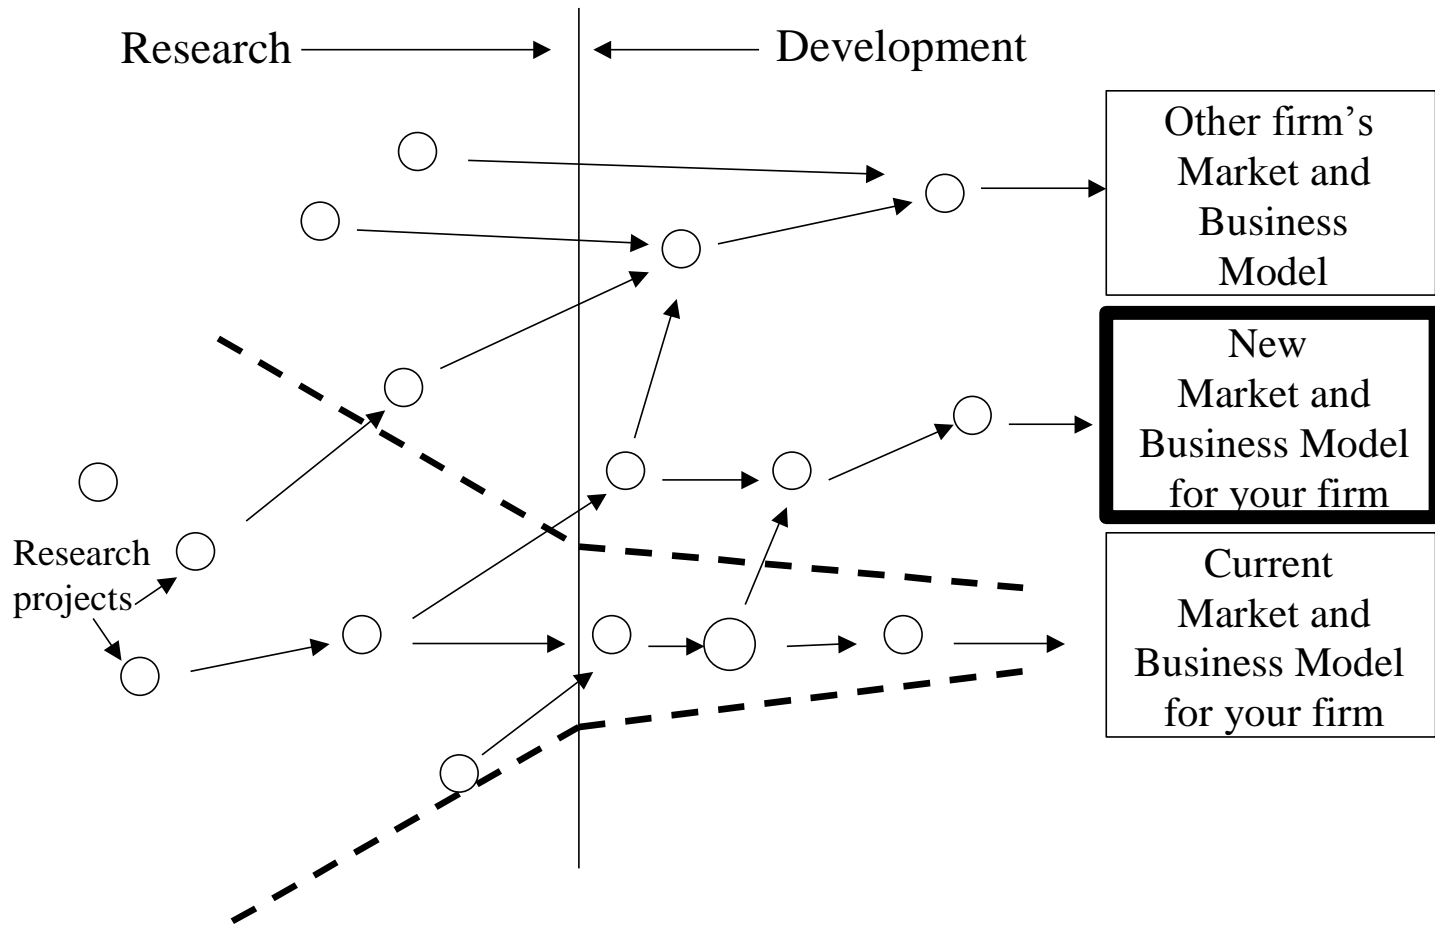 Research
Development
Other firm’s
Market and
Business
Model
New
Market and
Business Model
for your firm
Research
projects
Current
Market and
Business Model
for your firm